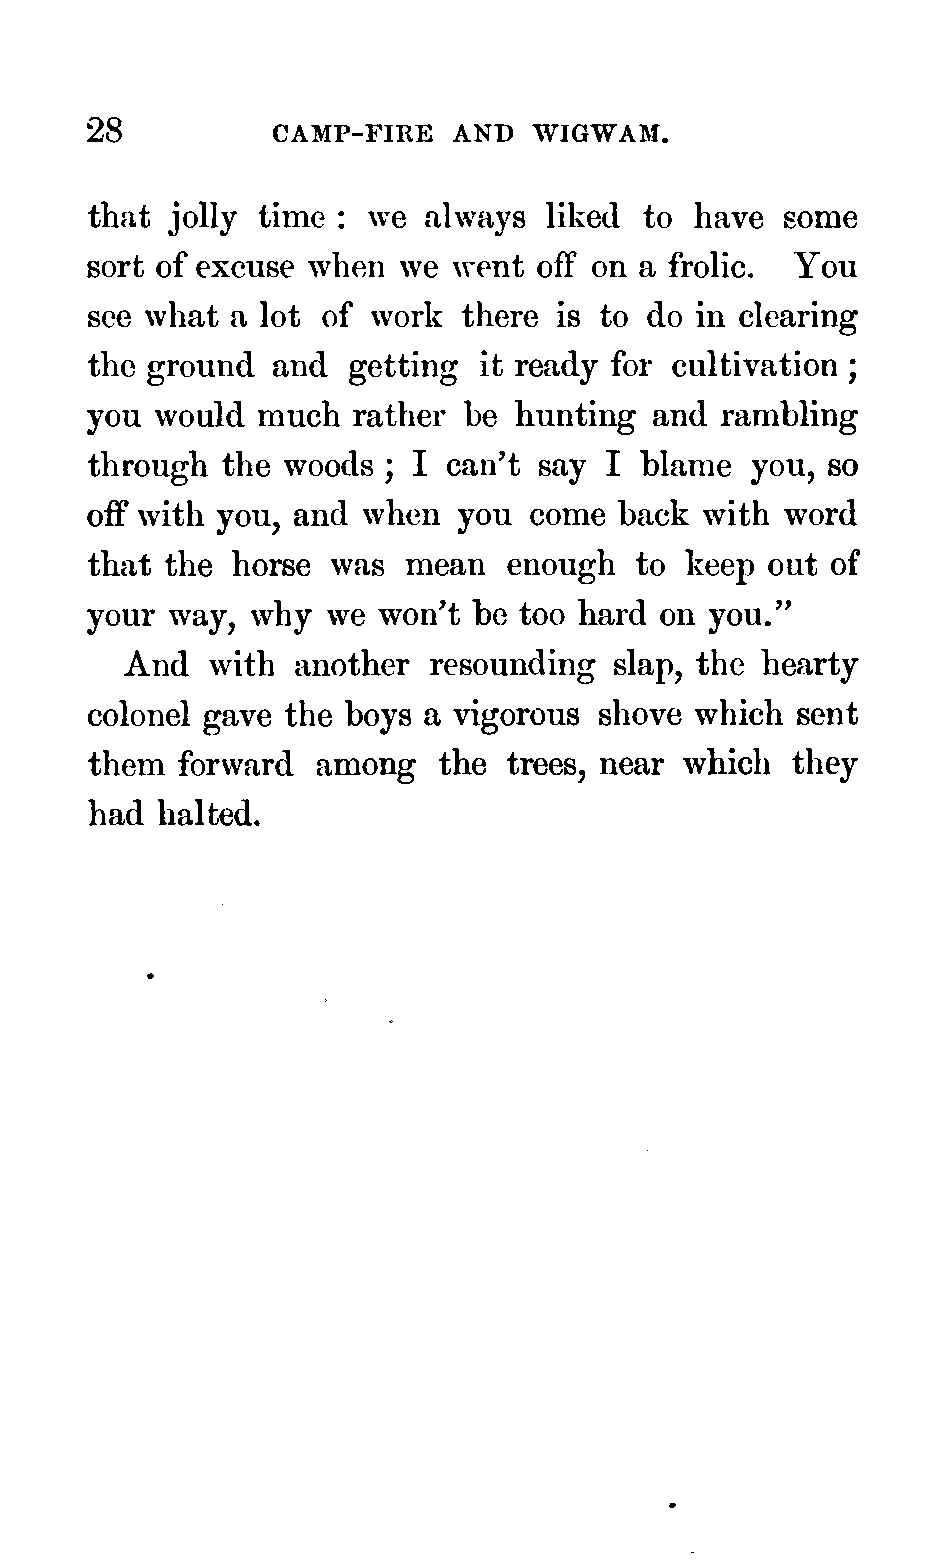 28 CAMP-FIRE AND WIGWAM.
that jolly time : we always liked to have some
sort of excuse when we went off on a frolic. You
see what a lot of work there is to do in clearing
the ground and getting it ready for cultivation ;
you would much rather be hunting and rambling
through the woods ; I can't say I blame you, so
off with you, and when you come back with word
that the horse was mean enough to keep out of
your way, why we won't be too hard on you."
And with another resounding slap, the hearty
colonel gave the boys a vigorous shove which sent
them forward among the trees, near which they
had halted.